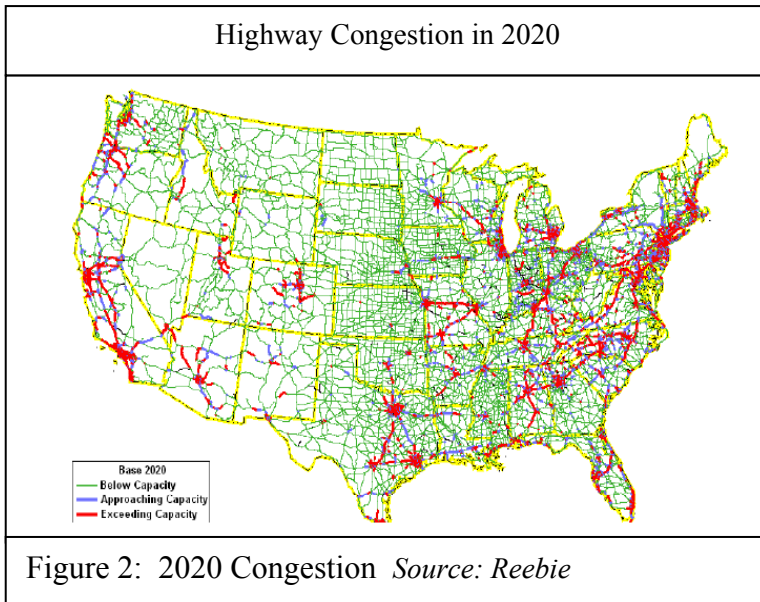 Highway Congestion in 2020
Base 2020
Below Capacity
Approaching Capacity
Exceeding Capacity
Figure 2: 2020 Congestion Source: Reebie